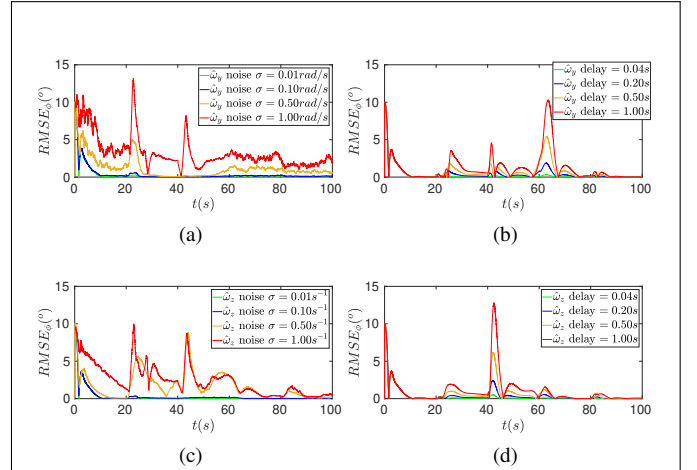 15
10
5
0
RMSE_ϕ(°)
0 20 40 60 80 100
t(s)
ω̂_y noise σ = 0.01rad/s
ω̂_y noise σ = 0.10rad/s
ω̂_y noise σ = 0.50rad/s
ω̂_y noise σ = 1.00rad/s
(a)
15
10
5
0
RMSE_ϕ(°)
0 20 40 60 80 100
t(s)
ω̂_y delay = 0.04s
ω̂_y delay = 0.20s
ω̂_y delay = 0.50s
ω̂_y delay = 1.00s
(b)
15
10
5
0
RMSE_ϕ(°)
0 20 40 60 80 100
t(s)
ω̂_z noise σ = 0.01s⁻¹
ω̂_z noise σ = 0.10s⁻¹
ω̂_z noise σ = 0.50s⁻¹
ω̂_z noise σ = 1.00s⁻¹
(c)
15
10
5
0
RMSE_ϕ(°)
0 20 40 60 80 100
t(s)
ω̂_z delay = 0.04s
ω̂_z delay = 0.20s
ω̂_z delay = 0.50s
ω̂_z delay = 1.00s
(d)